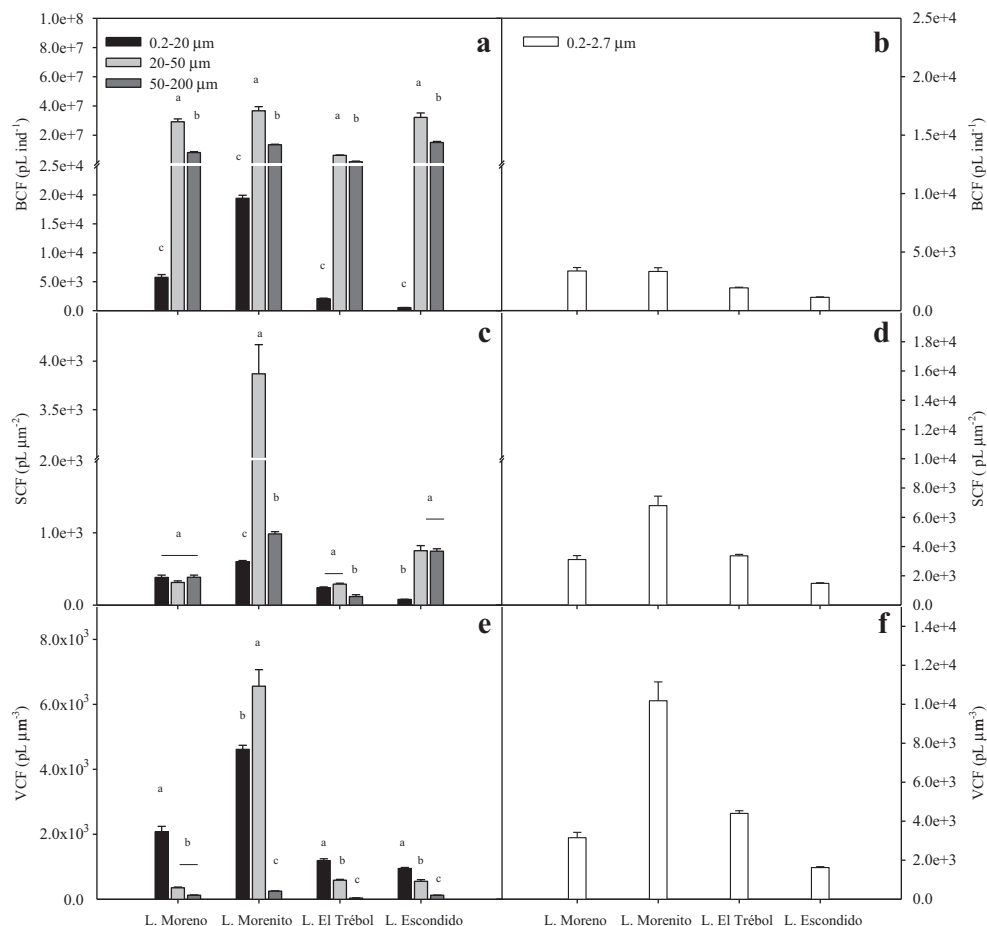 1.0e+8
8.0e+7
6.0e+7
4.0e+7
2.0e+7
2.5e+4
2.0e+4
1.5e+4
1.0e+4
5.0e+3
0.0
BCF (pL ind⁻¹)
0.2-20 μm
20-50 μm
50-200 μm
a
a
b
c
a
b
c
a
b
c
a
b
c
b
0.2-2.7 μm
2.5e+4
2.0e+4
1.5e+4
1.0e+4
5.0e+3
0.0
BCF (pL ind⁻¹)
BCF (pL ind⁻¹)
c
4.0e+3
3.5e+3
2.0e+3
1.0e+3
0.0
SCF (pL μm⁻²)
a
a
b
c
a
b
a
b
d
1.8e+4
1.6e+4
1.4e+4
1.2e+4
1.0e+4
8.0e+3
6.0e+3
4.0e+3
2.0e+3
0.0
SCF ( pL μm⁻²)
e
8.0x10³
6.0x10³
4.0x10³
2.0x10³
0.0
VCF (pL μm⁻³)
a
b
a
b
c
a
b
c
a
b
c
f
1.4e+4
1.2e+4
1.0e+4
8.0e+3
6.0e+3
4.0e+3
2.0e+3
0.0
VCF (pL μm⁻³)
L. Moreno
L. Morenito
L. El Trébol
L. Escondido
L. Moreno
L. Morenito
L. El Trébol
L. Escondido